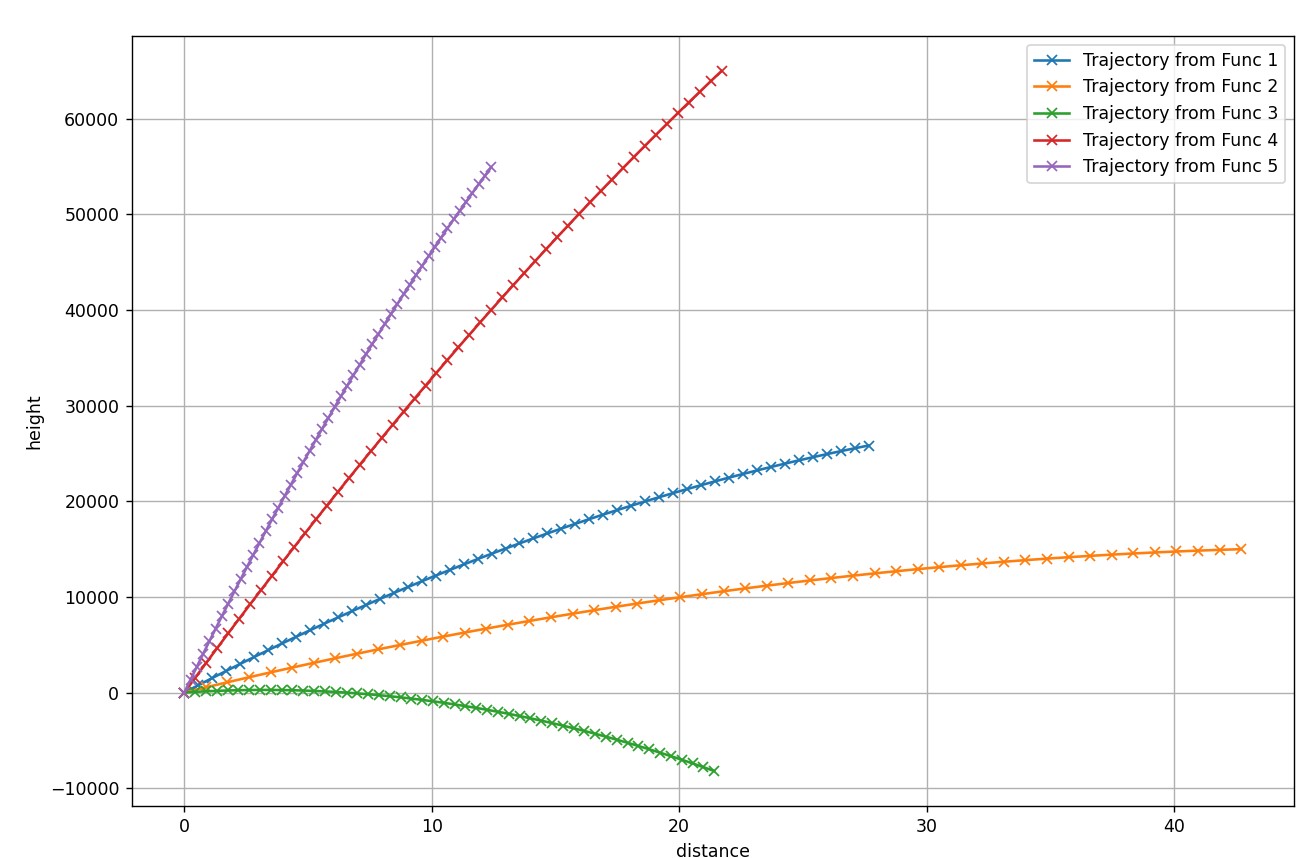 Trajectory from Func 1
Trajectory from Func 2
Trajectory from Func 3
Trajectory from Func 4
Trajectory from Func 5
60000
50000
40000
30000
20000
10000
0
−10000
height
0 10 20 30 40
distance